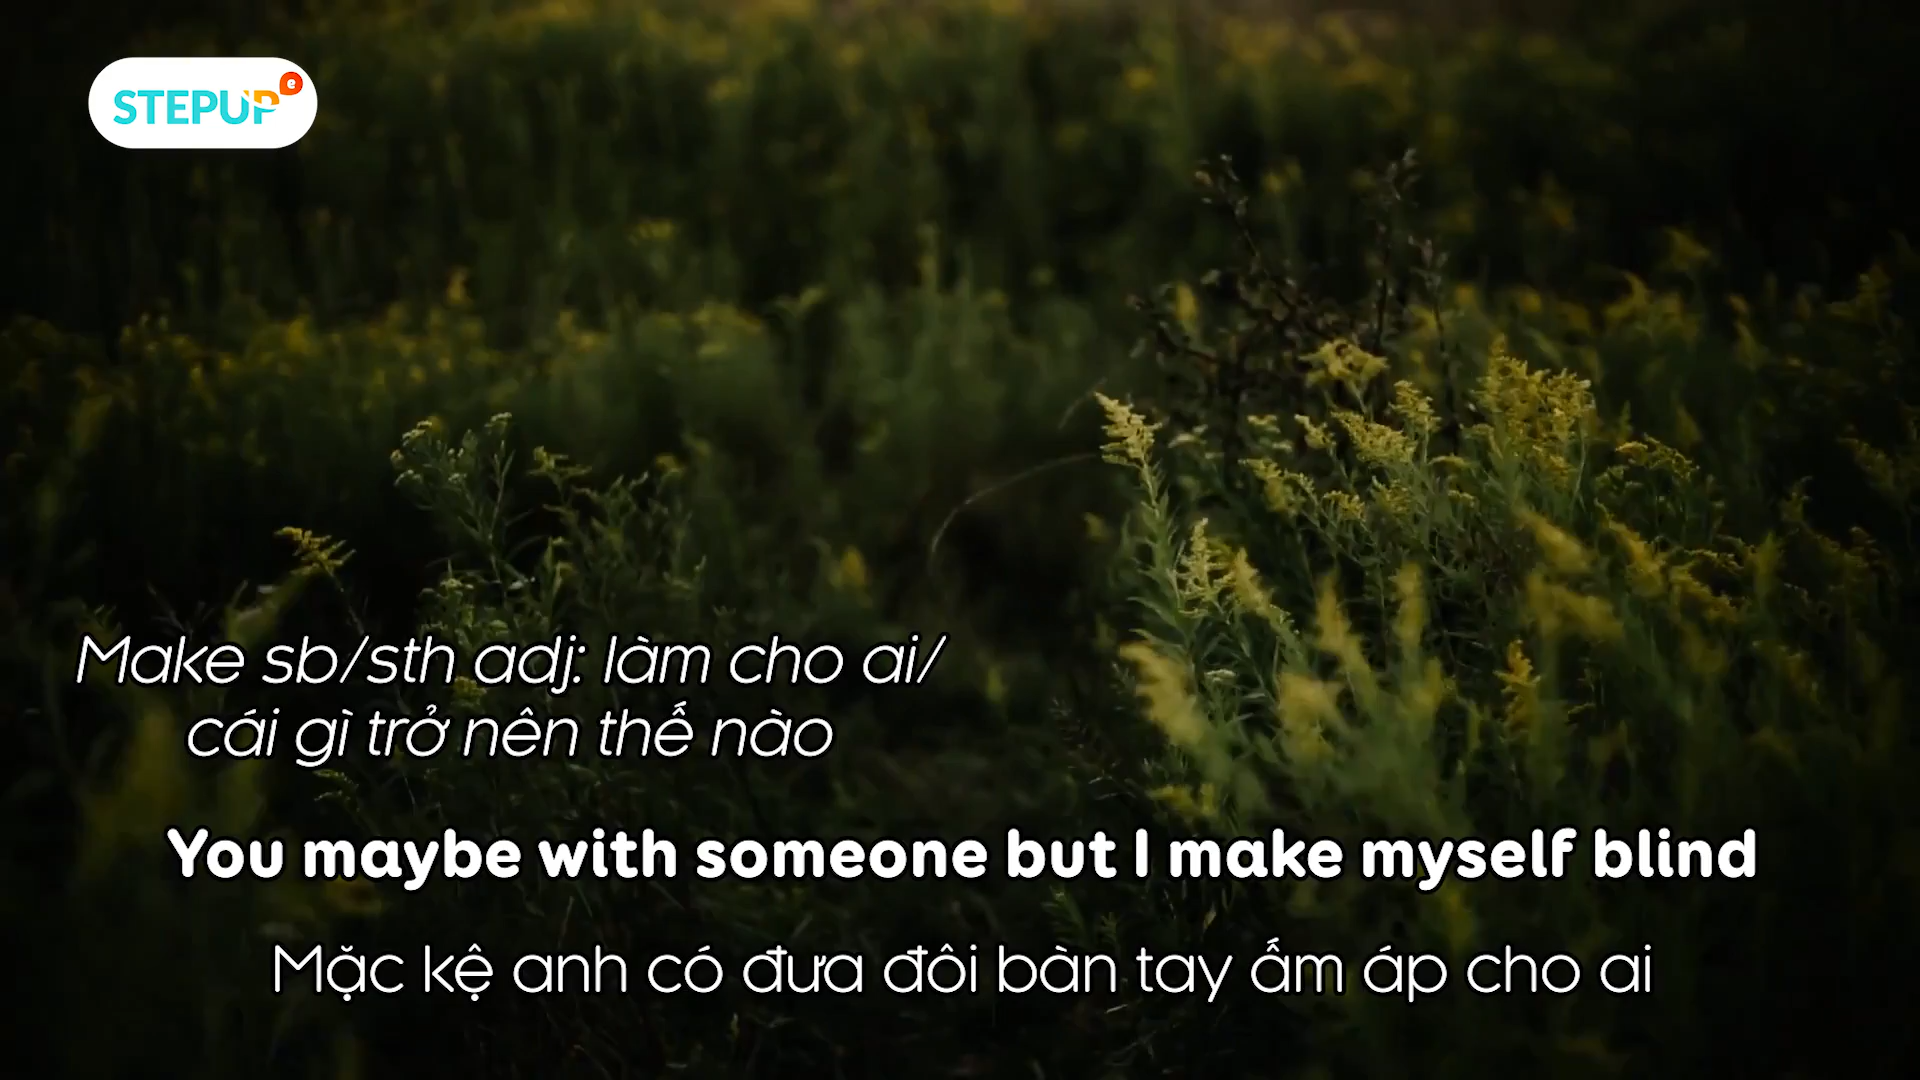 STEPUP e
Make sb/sth adj: làm cho ai/
cái gì trở nên thế nào
You maybe with someone but I make myself blind
Mặc kệ anh có đưa đôi bàn tay ấm áp cho ai